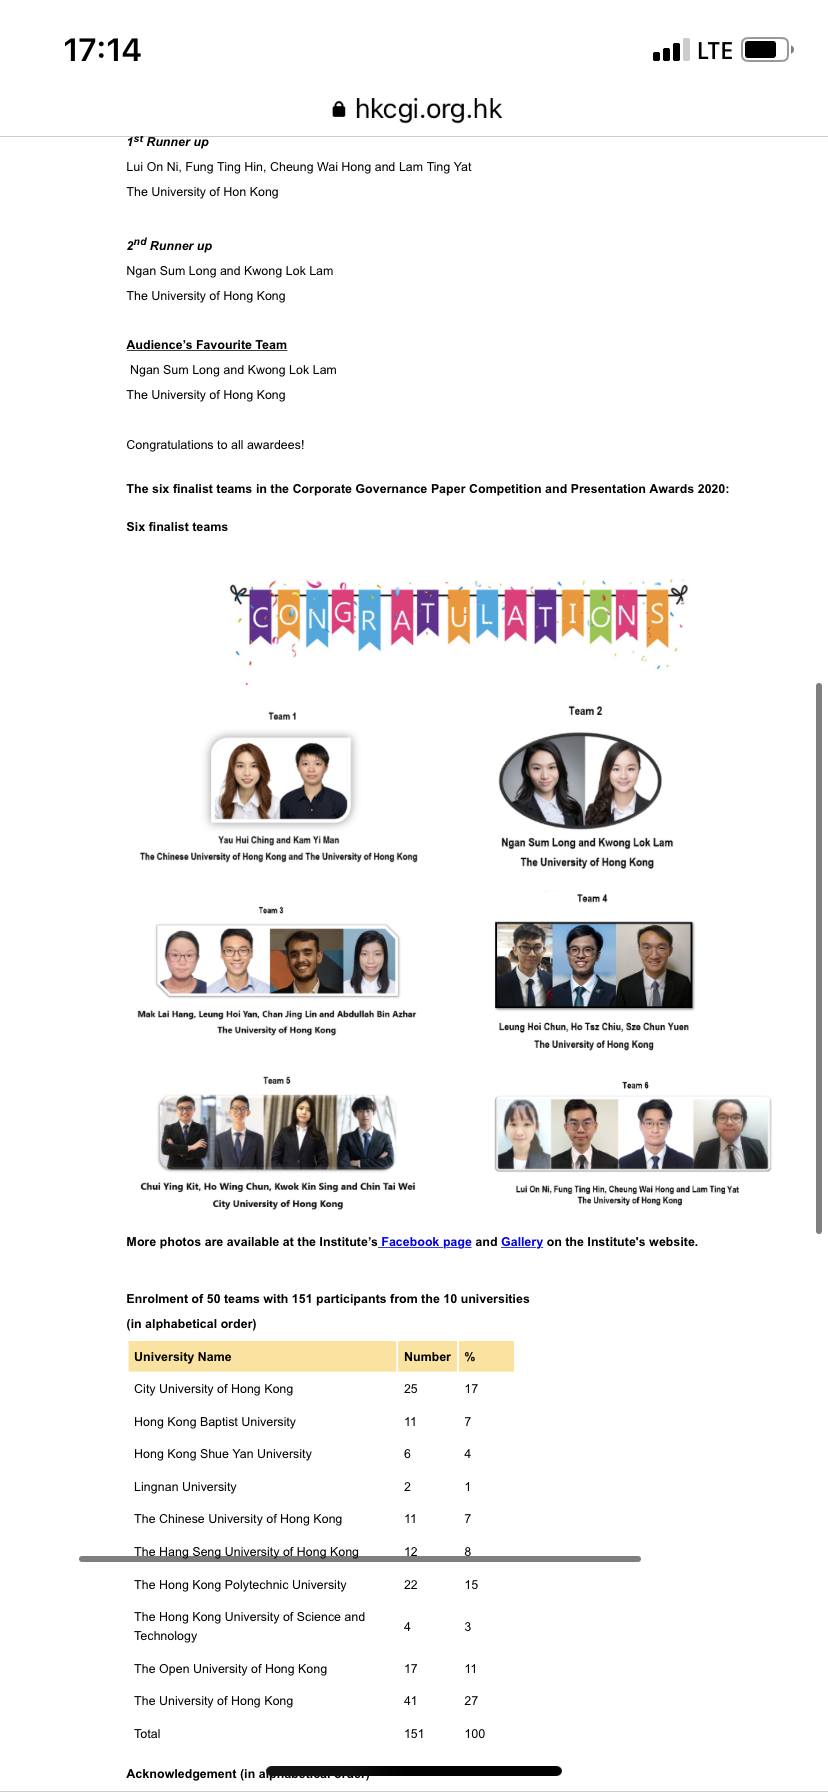 17:14
LTE
hkcgi.org.hk
1st Runner up
Lui On Ni, Fung Ting Hin, Cheung Wai Hong and Lam Ting Yat
The University of Hon Kong
2nd Runner up
Ngan Sum Long and Kwong Lok Lam
The University of Hong Kong
Audience's Favourite Team
Ngan Sum Long and Kwong Lok Lam
The University of Hong Kong
Congratulations to all awardees!
The six finalist teams in the Corporate Governance Paper Competition and Presentation Awards 2020:
Six finalist teams
CONGRATULATIONS
Team 1
Yau Hui Ching and Kam Yi Man
The Chinese University of Hong Kong and The University of Hong Kong
Team 2
Ngan Sum Long and Kwong Lok Lam
The University of Hong Kong
Team 3
Mak Lai Hang, Leung Hoi Yan, Chan Jing Lin and Abdullah Bin Azhar
The University of Hong Kong
Team 4
Leung Hoi Chun, Ho Tsz Chiu, Sze Chun Yuen
The University of Hong Kong
Team 5
Chui Ying Kit, Ho Wing Chun, Kwok Kin Sing and Chin Tai Wei
City University of Hong Kong
Team 6
Lui On Ni, Fung Ting Hin, Cheung Wai Hong and Lam Ting Yat
The University of Hong Kong
More photos are available at the Institute's Facebook page and Gallery on the Institute's website.
Enrolment of 50 teams with 151 participants from the 10 universities
(in alphabetical order)
University Name Number %
City University of Hong Kong 25 17
Hong Kong Baptist University 11 7
Hong Kong Shue Yan University 6 4
Lingnan University 2 1
The Chinese University of Hong Kong 11 7
The Hang Seng University of Hong Kong 12 8
The Hong Kong Polytechnic University 22 15
The Hong Kong University of Science and
Technology 4 3
The Open University of Hong Kong 17 11
The University of Hong Kong 41 27
Total 151 100
Acknowledgement (in alphabetical order)